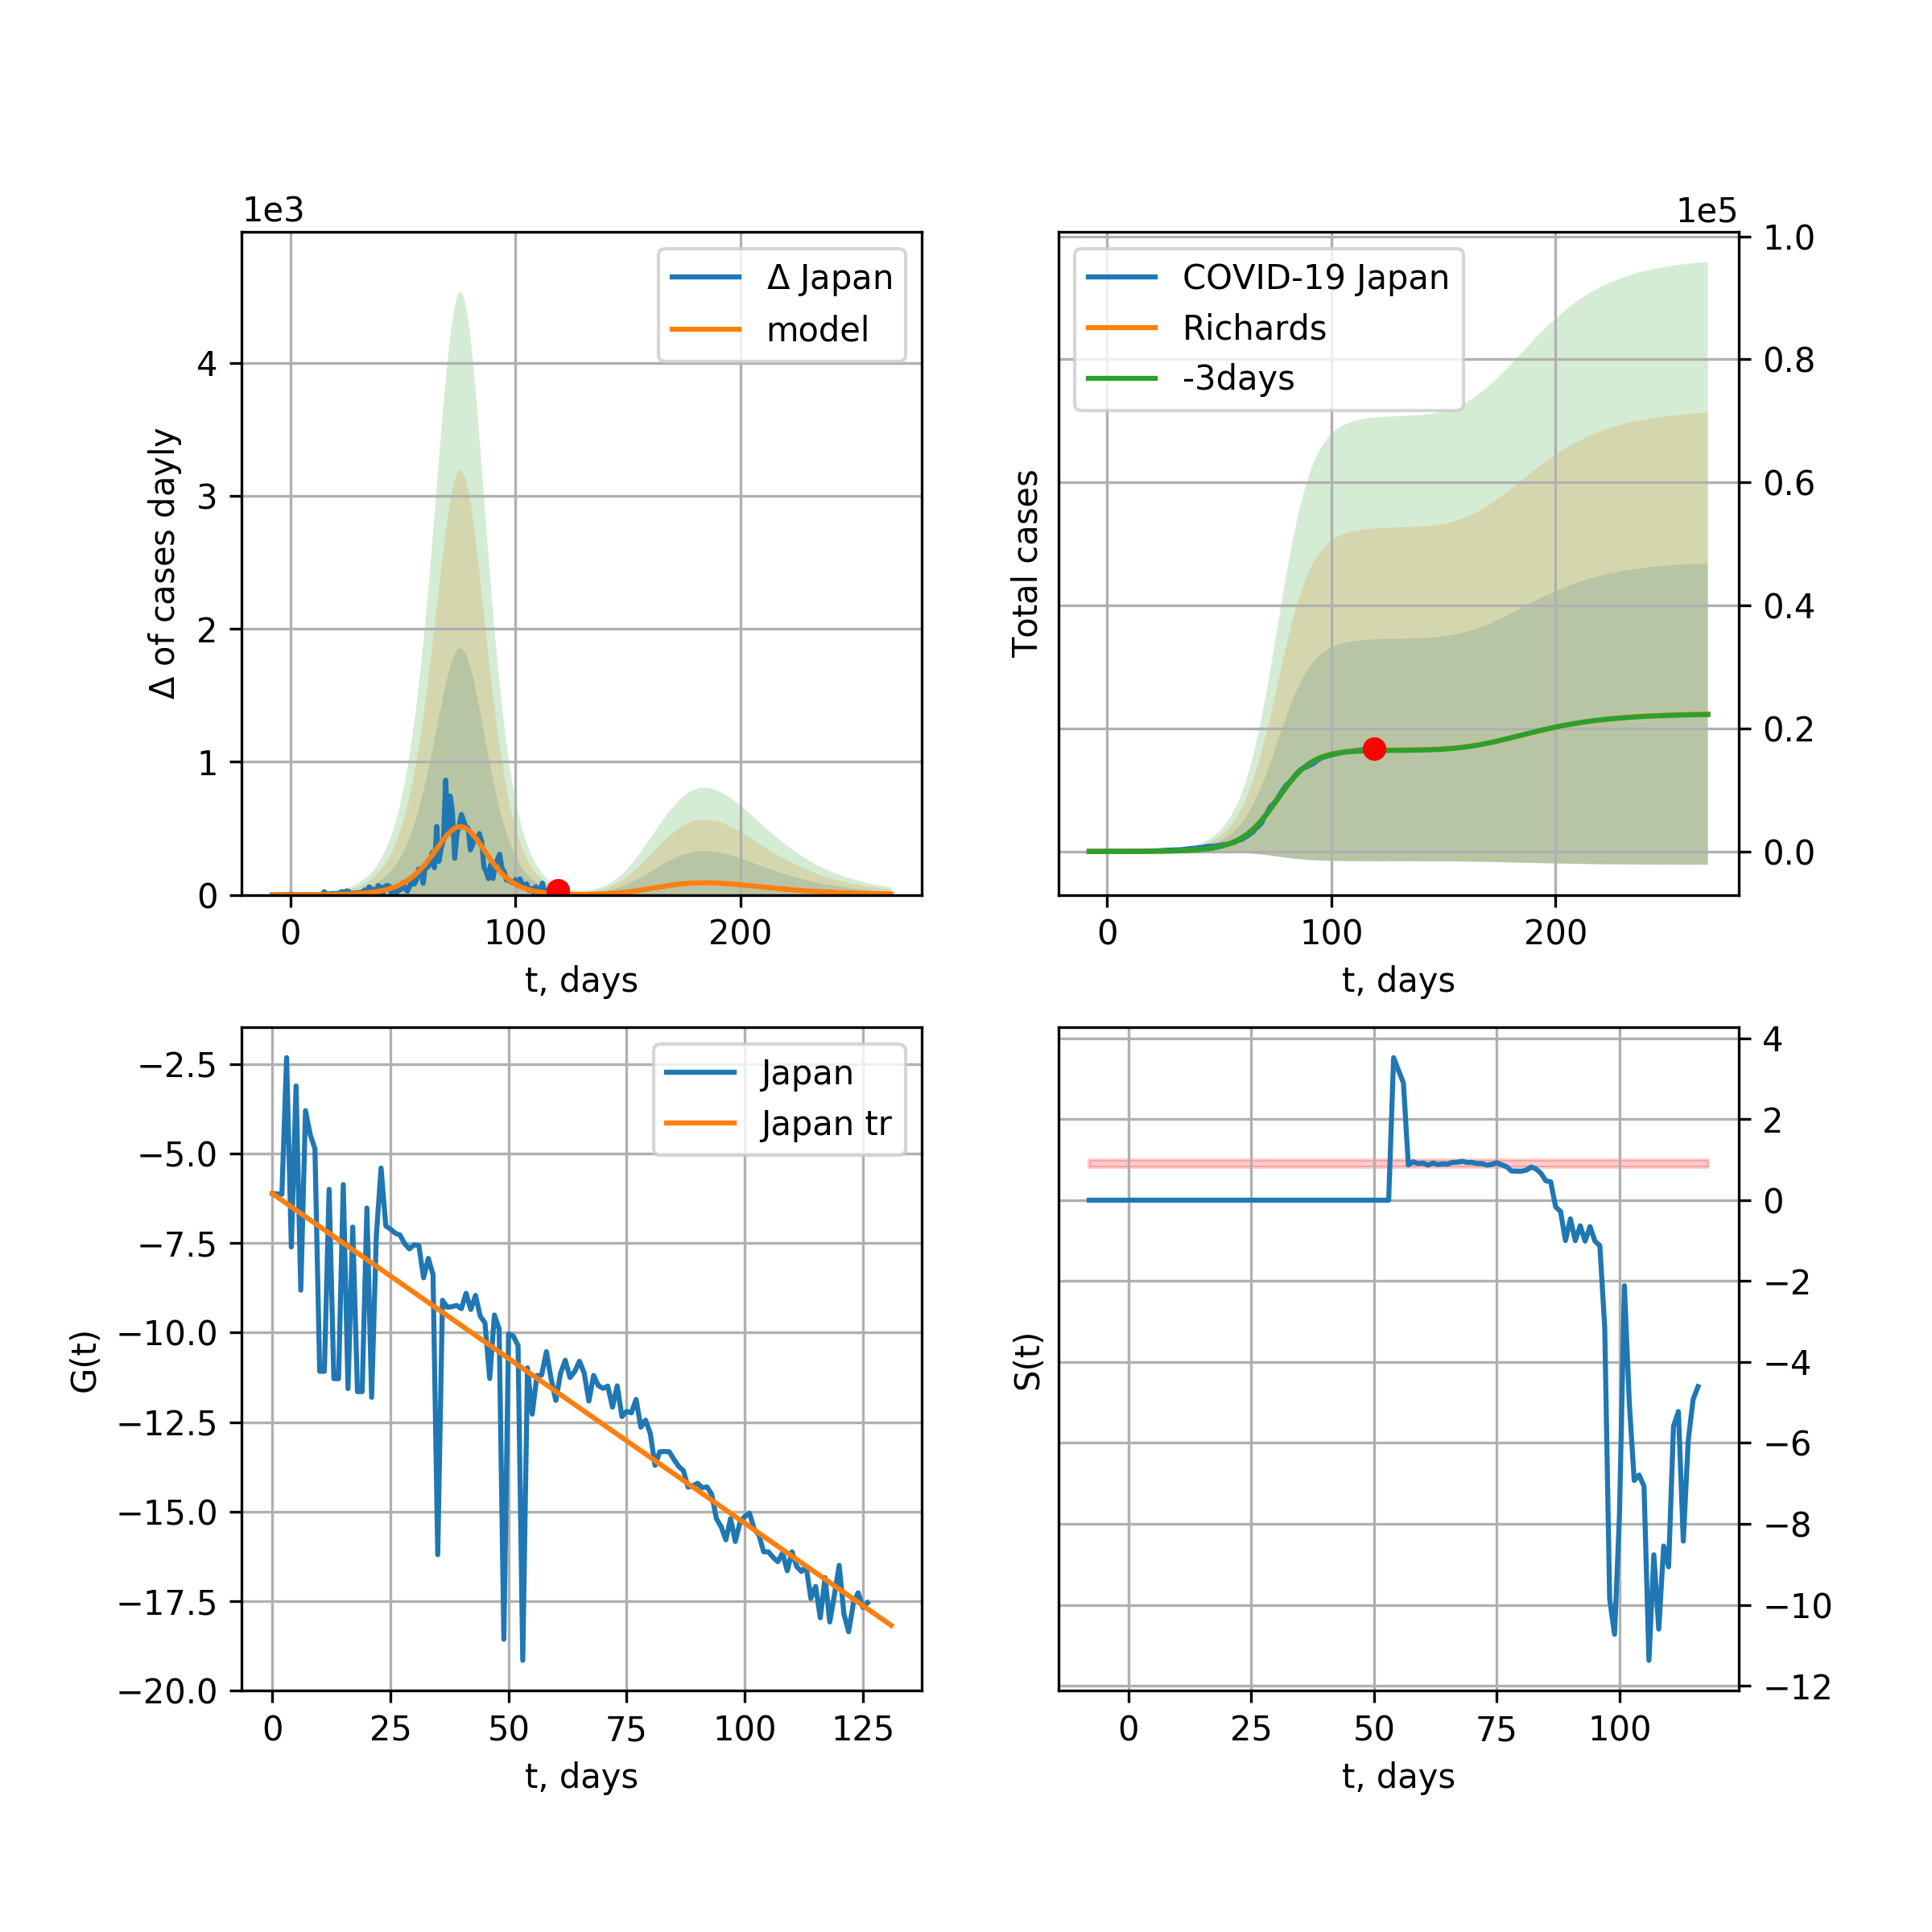 1e3
Δ Japan
model
4
3
2
1
0
Δ of cases dayly
0 100 200
t, days
1e5
COVID-19 Japan
Richards
-3days
1.0
0.8
0.6
0.4
0.2
0.0
Total cases
0 100 200
t, days
Japan
Japan tr
−2.5
−5.0
−7.5
−10.0
−12.5
−15.0
−17.5
−20.0
G(t)
0 25 50 75 100 125
t, days
4
2
0
−2
−4
−6
−8
−10
−12
S(t)
0 25 50 75 100
t, days